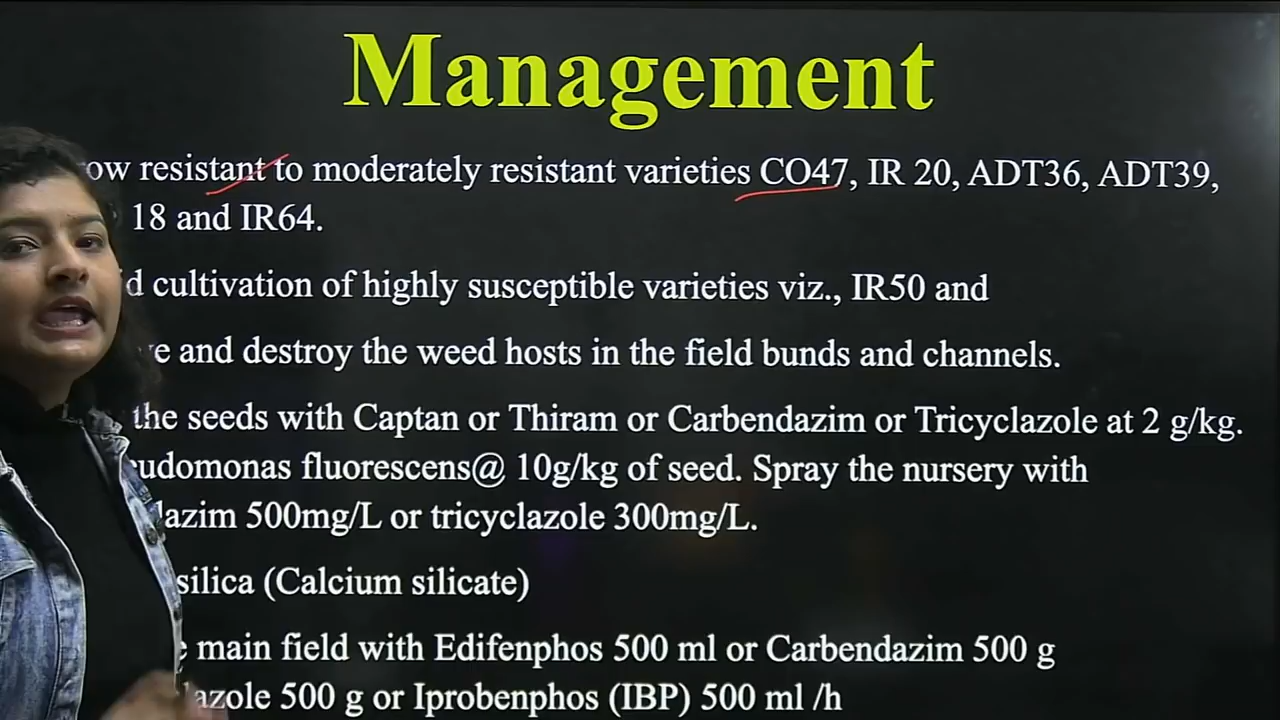 Management
ow resistant to moderately resistant varieties CO47, IR 20, ADT36, ADT39,
18 and IR64.
d cultivation of highly susceptible varieties viz., IR50 and
e and destroy the weed hosts in the field bunds and channels.
the seeds with Captan or Thiram or Carbendazim or Tricyclazole at 2 g/kg.
udomonas fluorescens@ 10g/kg of seed. Spray the nursery with
dazim 500mg/L or tricyclazole 300mg/L.
silica (Calcium silicate)
e main field with Edifenphos 500 ml or Carbendazim 500 g
lazole 500 g or Iprobenphos (IBP) 500 ml /h